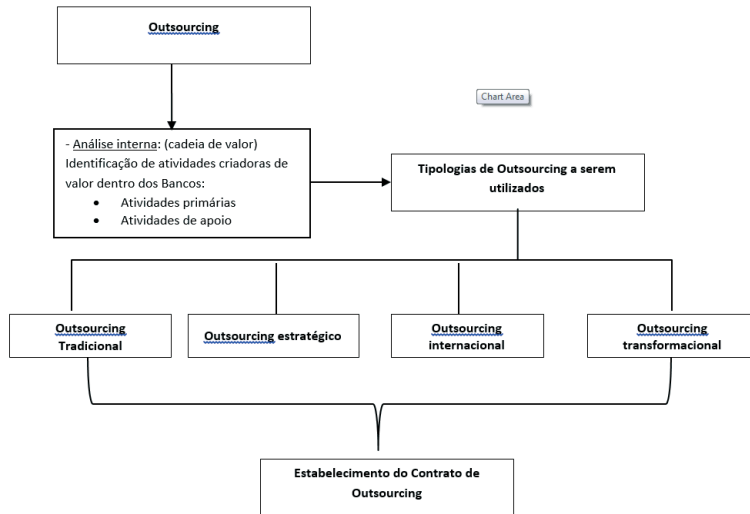 Outsourcing
Chart Area
- Análise interna: (cadeia de valor)
Identificação de atividades criadoras de
valor dentro dos Bancos:
• Atividades primárias
• Atividades de apoio
Tipologias de Outsourcing a serem
utilizados
Outsourcing
Tradicional
Outsourcing estratégico
Outsourcing
internacional
Outsourcing
transformacional
Estabelecimento do Contrato de
Outsourcing